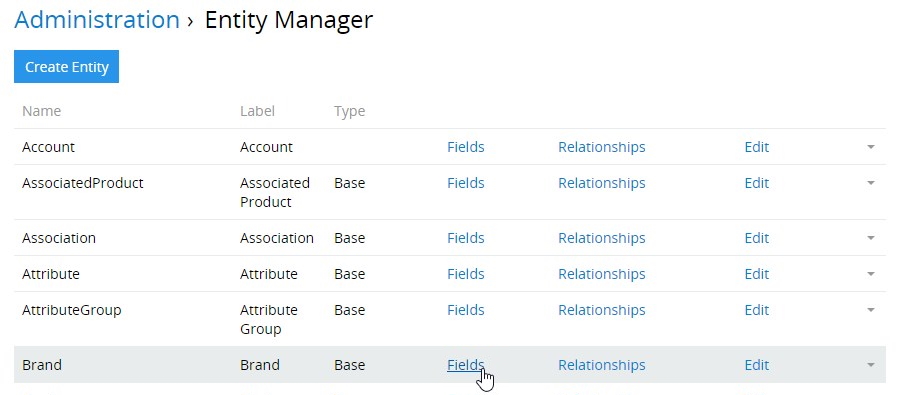 Administration › Entity Manager
Create Entity
Name Label Type
Account Account Fields Relationships Edit
AssociatedProduct Associated Base Fields Relationships Edit
Product
Association Association Base Fields Relationships Edit
Attribute Attribute Base Fields Relationships Edit
AttributeGroup Attribute Base Fields Relationships Edit
Group
Brand Brand Base Fields Relationships Edit